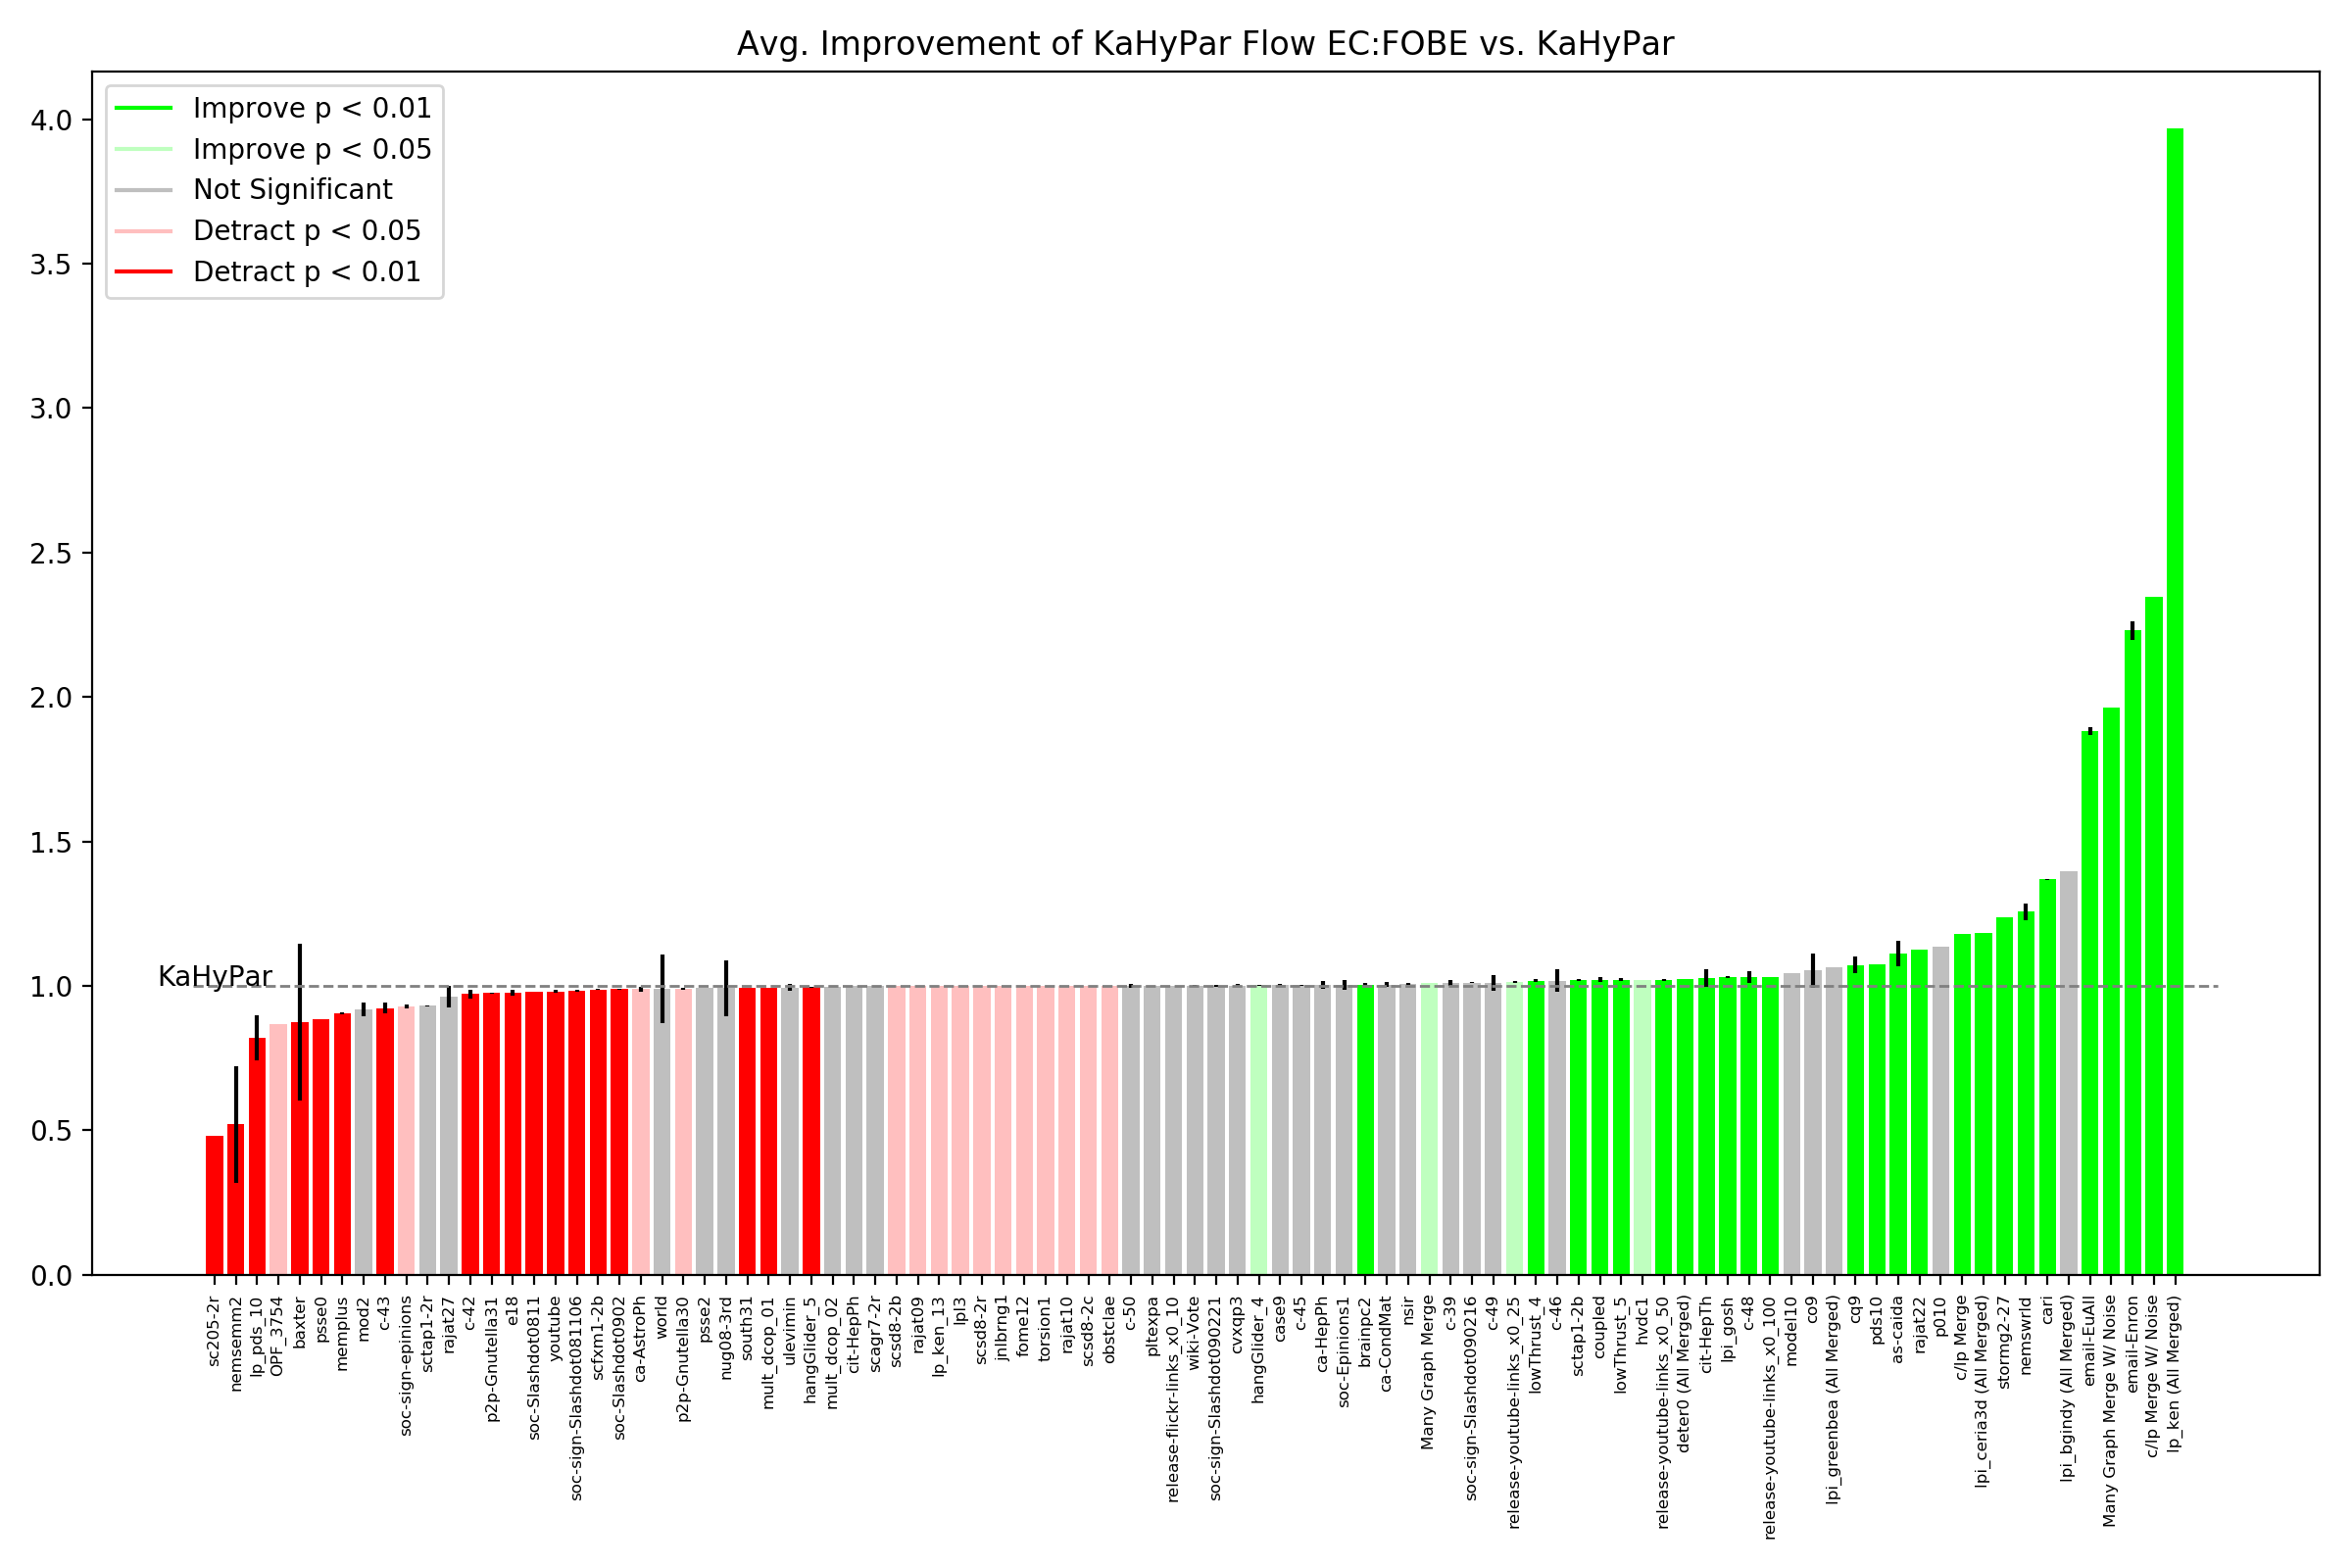 Avg. Improvement of KaHyPar Flow EC:FOBE vs. KaHyPar
Improve p < 0.01
Improve p < 0.05
Not Significant
Detract p < 0.05
Detract p < 0.01
4.0
3.5
3.0
2.5
2.0
1.5
1.0
0.5
0.0
KaHyPar
sc205-2r
nemsemm2
lp_pds_10
OPF_3754
baxter
psse0
memplus
mod2
c-43
soc-sign-epinions
sctap1-2r
rajat27
c-42
p2p-Gnutella31
e18
soc-Slashdot0811
youtube
soc-sign-Slashdot081106
scfxm1-2b
soc-Slashdot0902
ca-AstroPh
world
p2p-Gnutella30
psse2
nug08-3rd
south31
mult_dcop_01
ulevimin
hangGlider_5
mult_dcop_02
cit-HepPh
scagr7-2r
scsd8-2b
rajat09
lp_ken_13
lpl3
scsd8-2r
jnlbrng1
fome12
torsion1
rajat10
scsd8-2c
obstclae
c-50
pltexpa
release-flickr-links_x0_10
wiki-Vote
soc-sign-Slashdot090221
cvxqp3
hangGlider_4
case9
c-45
ca-HepPh
soc-Epinions1
brainpc2
ca-CondMat
nsir
Many Graph Merge
c-39
soc-sign-Slashdot090216
c-49
release-youtube-links_x0_25
lowThrust_4
c-46
sctap1-2b
coupled
lowThrust_5
hvdc1
release-youtube-links_x0_50
deter0 (All Merged)
cit-HepTh
lpi_gosh
c-48
release-youtube-links_x0_100
model10
co9
lpi_greenbea (All Merged)
cq9
pds10
as-caida
rajat22
p010
c/lp Merge
lpi_ceria3d (All Merged)
stormg2-27
nemswrld
cari
lpi_bgindy (All Merged)
email-EuAll
Many Graph Merge W/ Noise
email-Enron
c/lp Merge W/ Noise
lp_ken (All Merged)